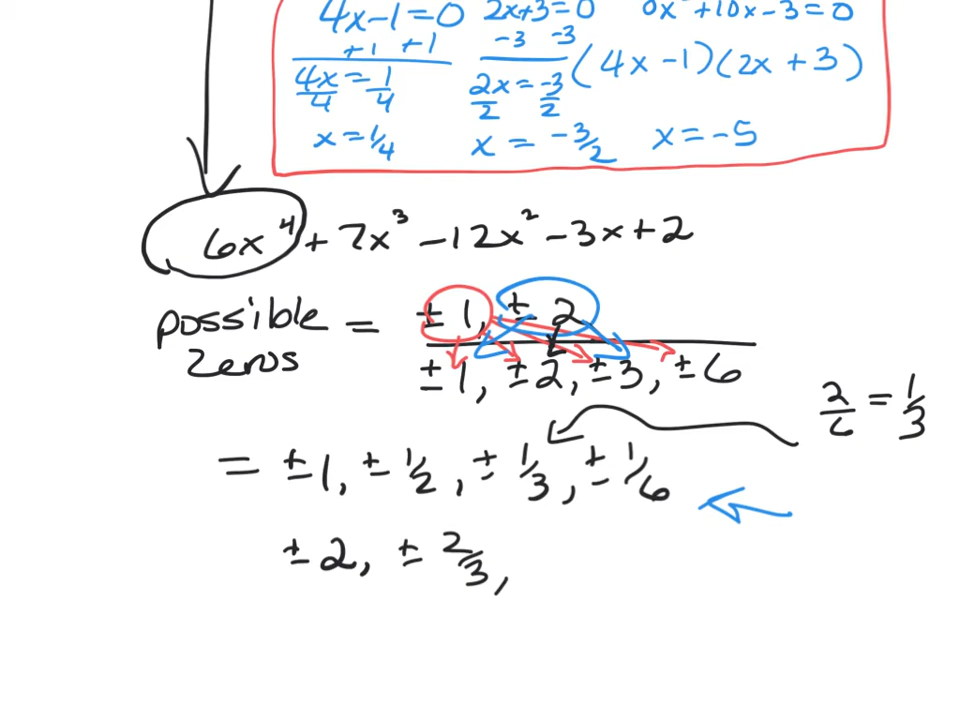 4x-1=0 2x+3=0 0x²+10x-3=0
+1 +1 -3 -3
4x/4 = 1/4 2x/2 = -3/2 (4x-1)(2x+3)
x = 1/4 x = -3/2 x = -5
6x⁴ + 7x³ - 12x² - 3x + 2
possible zeros = ±1, ±2 / ±1, ±2, ±3, ±6
2/6 = 1/3
= ±1, ±1/2, ±1/3, ±1/6
±2, ±2/3,